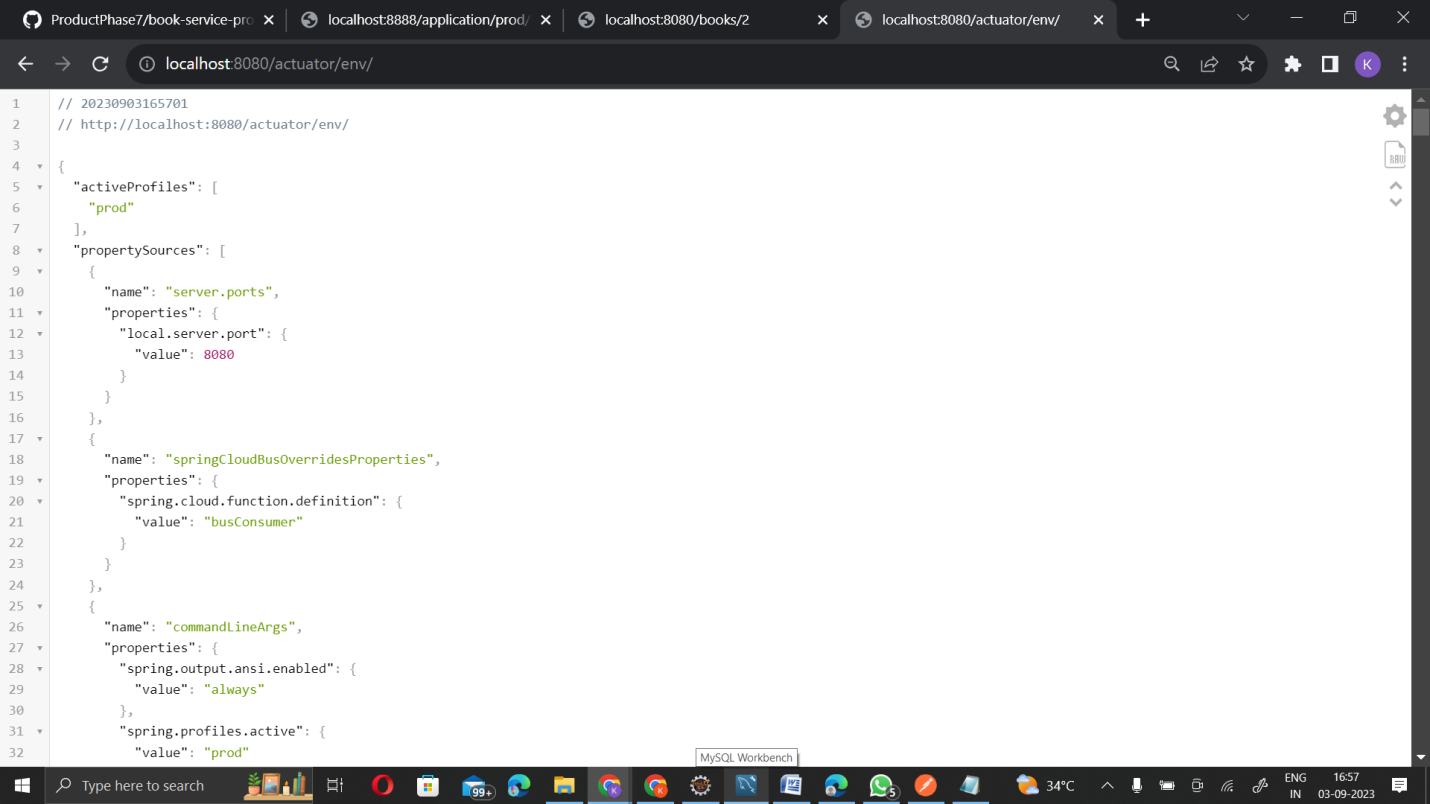 ProductPhase7/book-service-pro
localhost:8888/application/prod/
localhost:8080/books/2
localhost:8080/actuator/env/
localhost:8080/actuator/env/
K
1 // 20230903165701
2 // http://localhost:8080/actuator/env/
3
4 {
5 "activeProfiles": [
6 "prod"
7 ],
8 "propertySources": [
9 {
10 "name": "server.ports",
11 "properties": {
12 "local.server.port": {
13 "value": 8080
14 }
15 }
16 },
17 {
18 "name": "springCloudBusOverridesProperties",
19 "properties": {
20 "spring.cloud.function.definition": {
21 "value": "busConsumer"
22 }
23 }
24 },
25 {
26 "name": "commandLineArgs",
27 "properties": {
28 "spring.output.ansi.enabled": {
29 "value": "always"
30 },
31 "spring.profiles.active": {
32 "value": "prod"
RAW
MySQL Workbench
Type here to search
99+
K
5
34°C
ENG
IN
16:57
03-09-2023